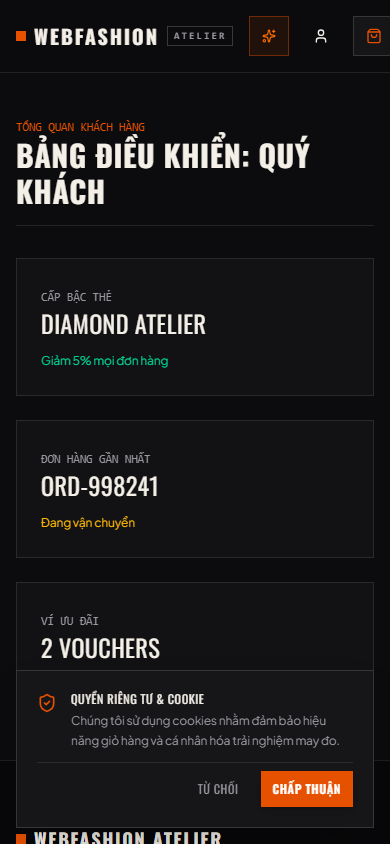 WEBFASHION ATELIER
TỔNG QUAN KHÁCH HÀNG
BẢNG ĐIỀU KHIỂN: QUÝ
KHÁCH
CẤP BẬC THẺ
DIAMOND ATELIER
Giảm 5% mọi đơn hàng
ĐƠN HÀNG GẦN NHẤT
ORD-998241
Đang vận chuyển
VÍ ƯU ĐÃI
2 VOUCHERS
QUYỀN RIÊNG TƯ & COOKIE
Chúng tôi sử dụng cookies nhằm đảm bảo hiệu
năng giỏ hàng và cá nhân hóa trải nghiệm may đo.
TỪ CHỐI
CHẤP THUẬN
WEBFASHION ATELIER